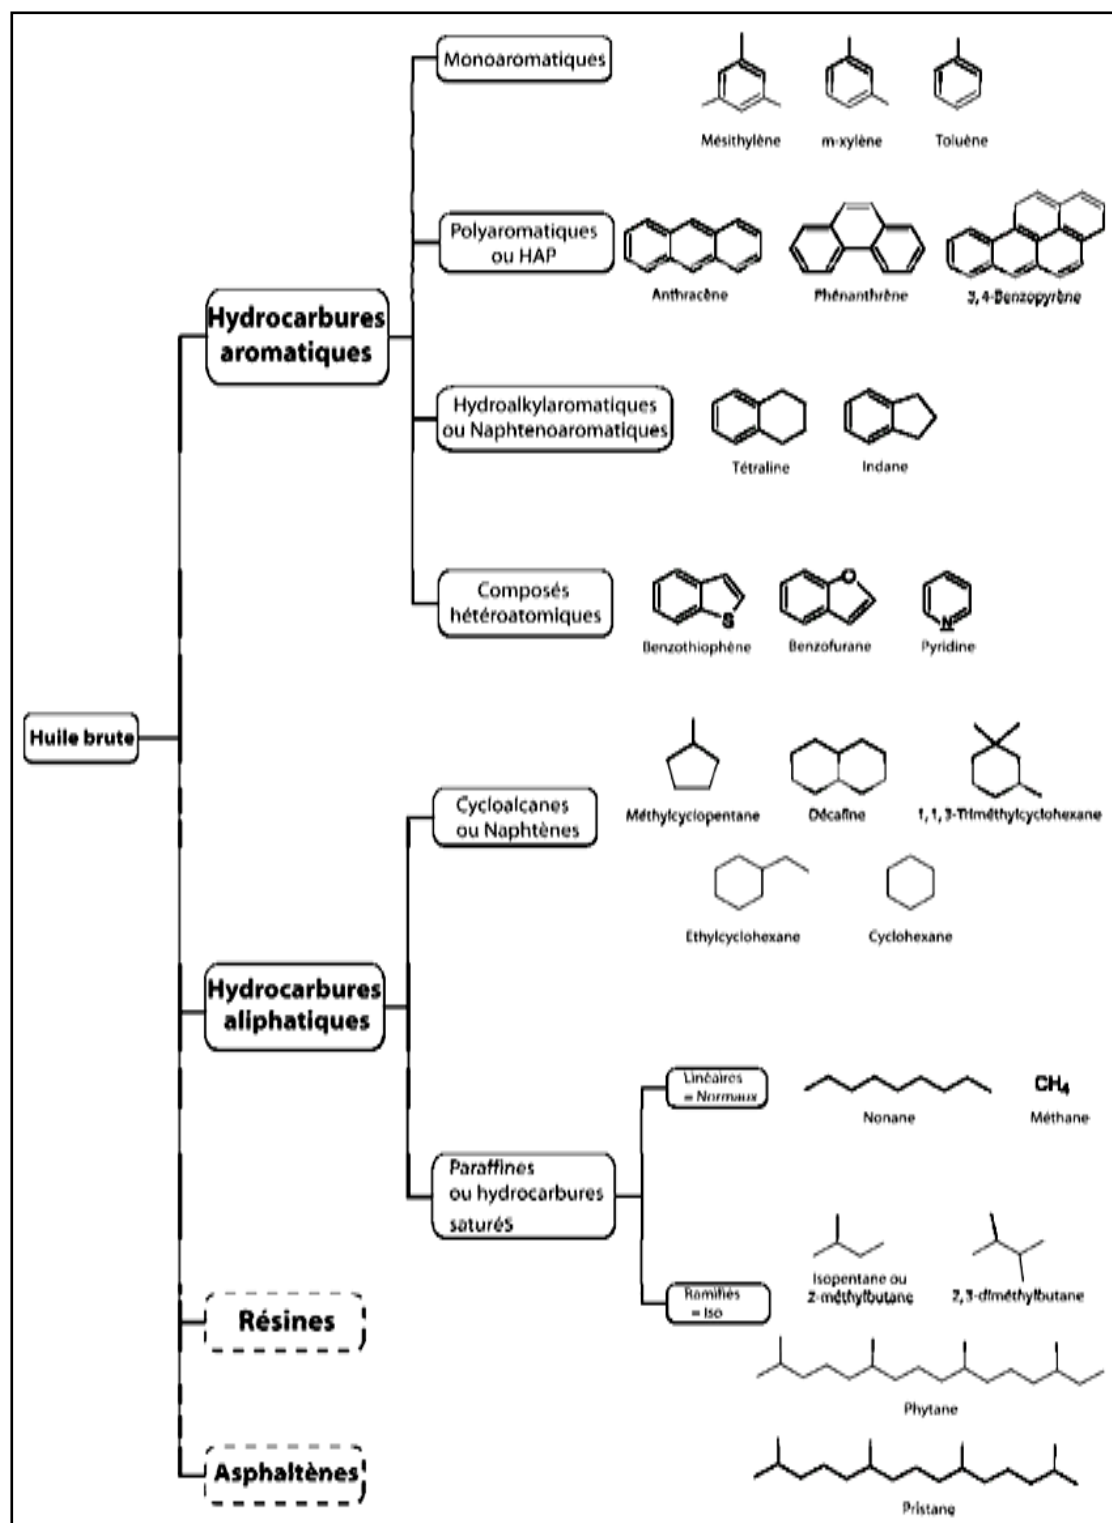 Monoaromatiques
Mésithylène
m-xylène
Toluène
Polyaromatiques
ou HAP
Anthracène
Phénanthrène
3,4-Benzopyrène
Hydrocarbures
aromatiques
Hydroalkylaromatiques
ou Naphtenoaromatiques
Tétraline
Indane
Composés
hétéroatomiques
S
O
N
Benzothiophène
Benzofurane
Pyridine
Huile brute
Cycloalcanes
ou Naphtènes
Méthylcyclopentane
Décaline
1,1,3-Triméthylcyclohexane
Ethylcyclohexane
Cyclohexane
Hydrocarbures
aliphatiques
Linéaires
= Normaux
CH₄
Nonane
Méthane
Paraffines
ou hydrocarbures
saturéS
Ramifiés
= Iso
Isopentane ou
2-méthylbutane
2,3-diméthylbutane
Phytane
Pristane
Résines
Asphaltènes